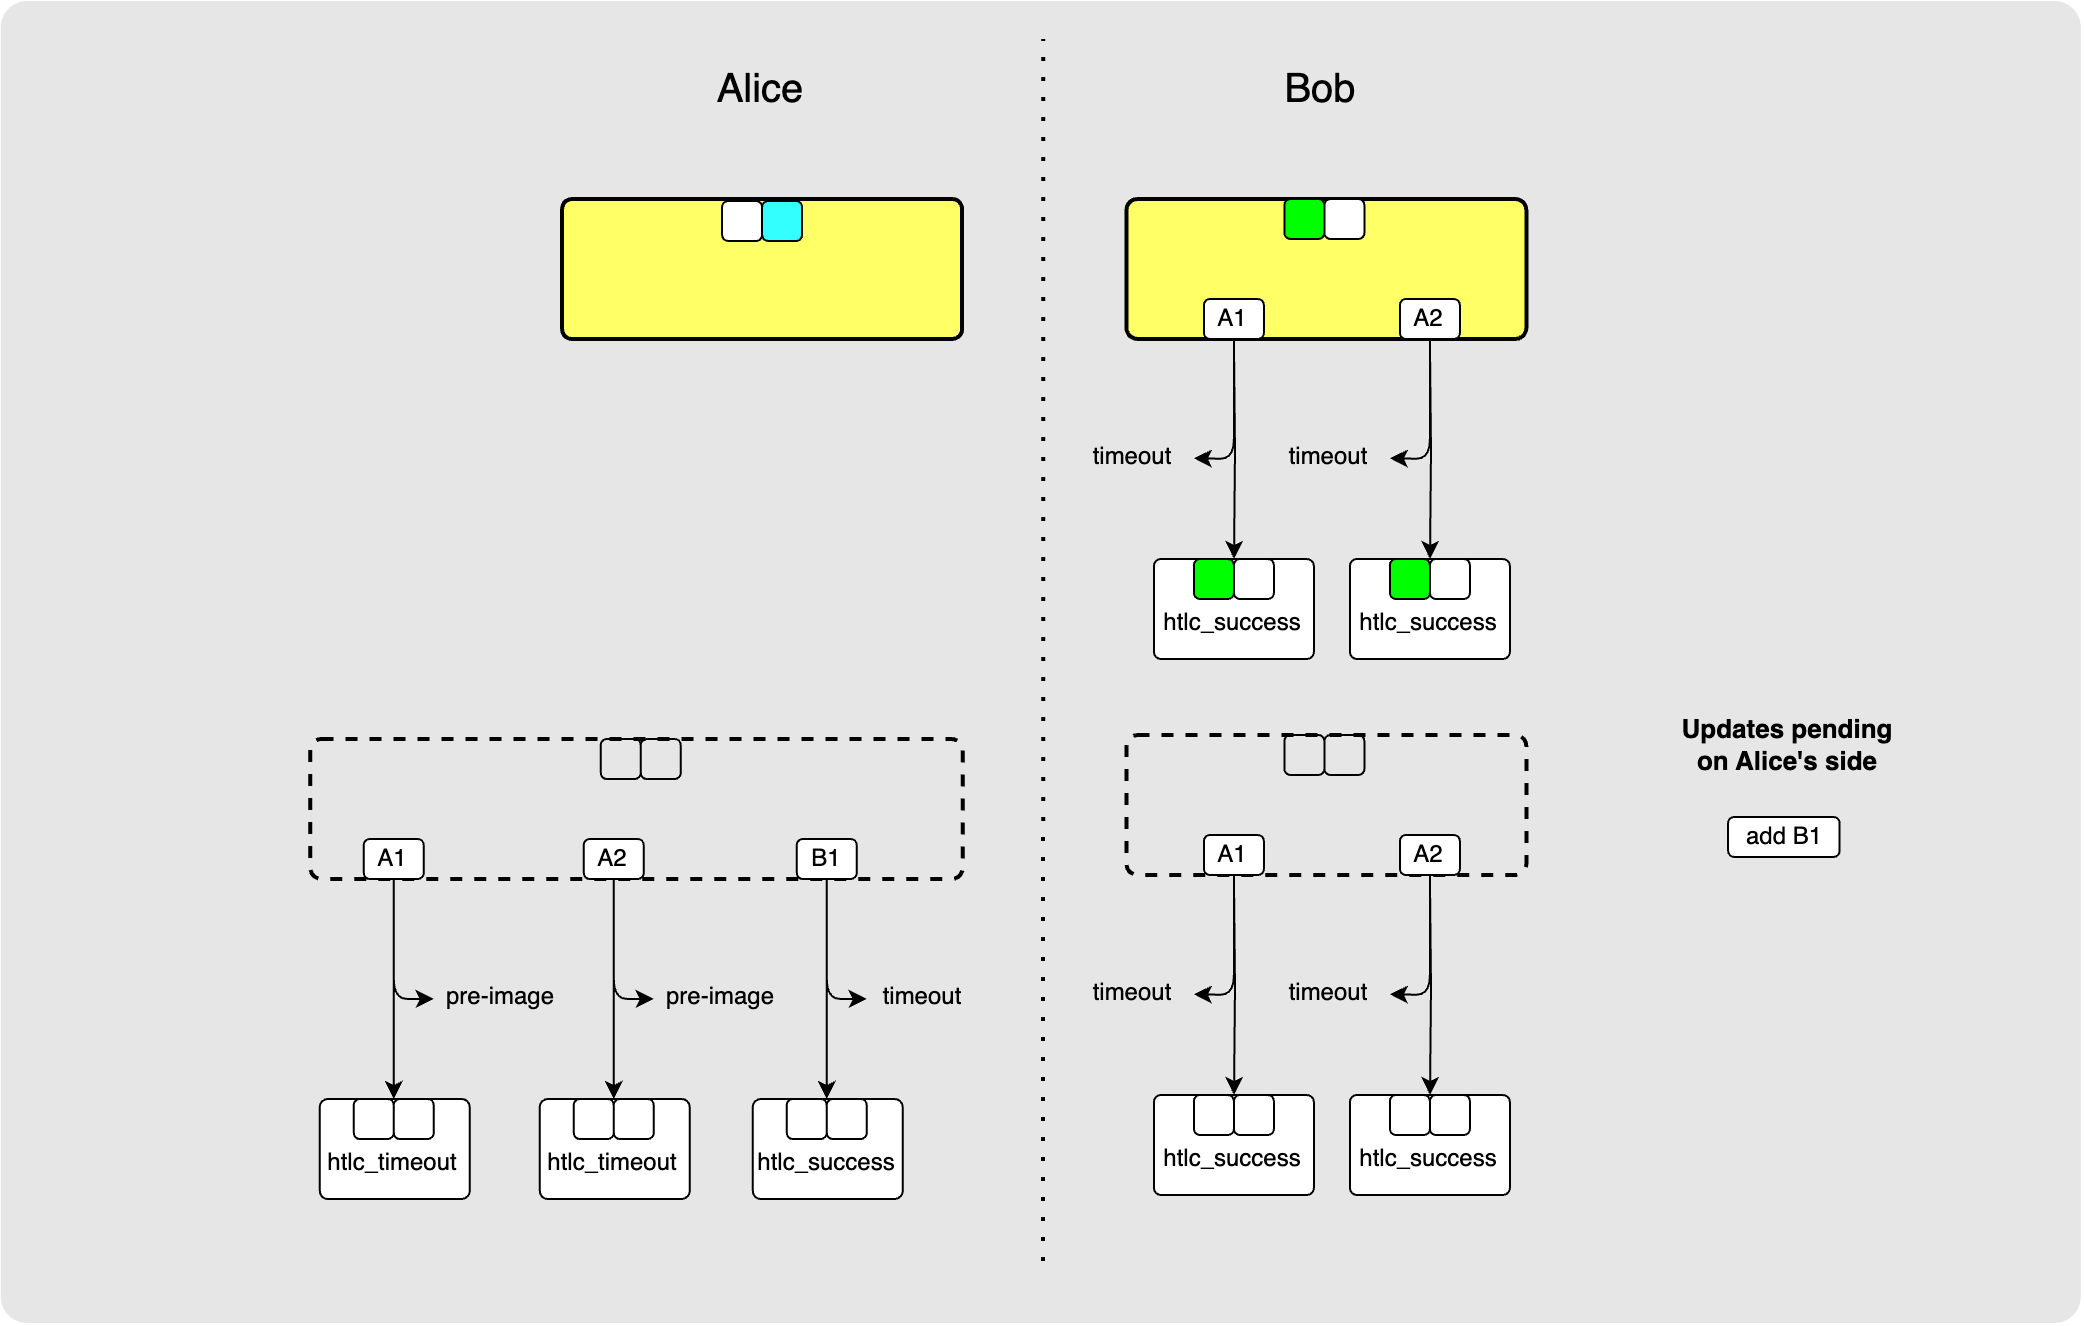 Alice
Bob
A1
A2
timeout
timeout
htlc_success
htlc_success
Updates pending
on Alice's side
add B1
A1
A2
B1
A1
A2
pre-image
pre-image
timeout
timeout
timeout
htlc_timeout
htlc_timeout
htlc_success
htlc_success
htlc_success